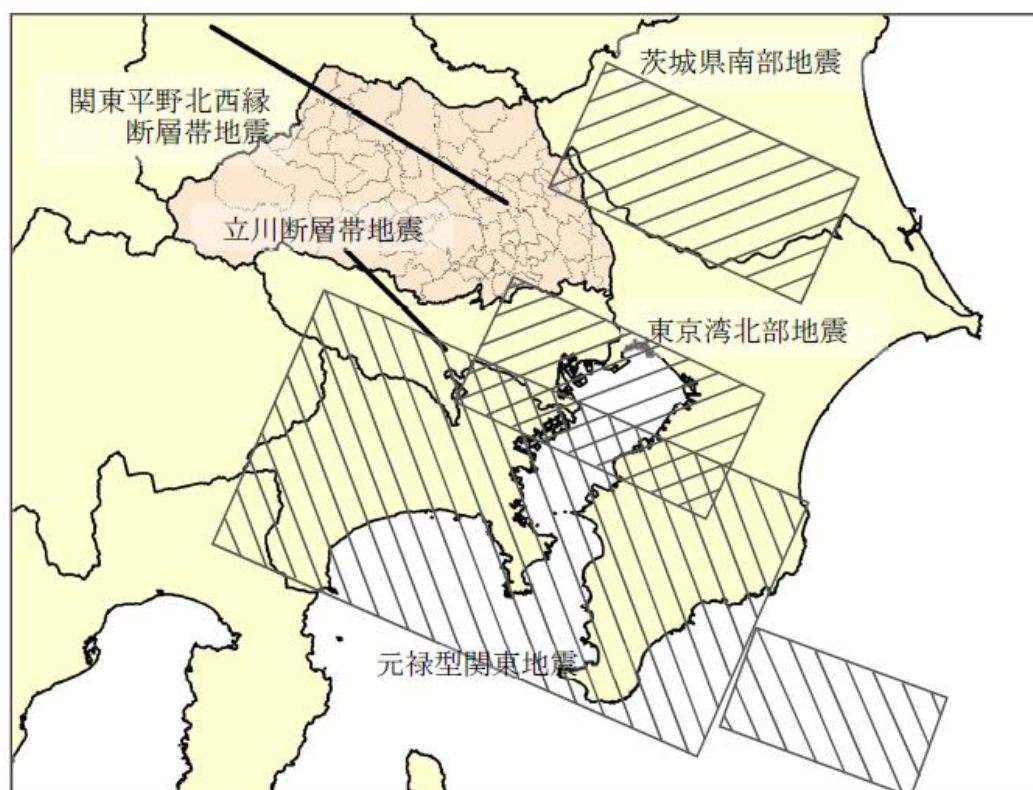 茨城県南部地震
関東平野北西縁
断層帯地震
立川断層帯地震
東京湾北部地震
元禄型関東地震